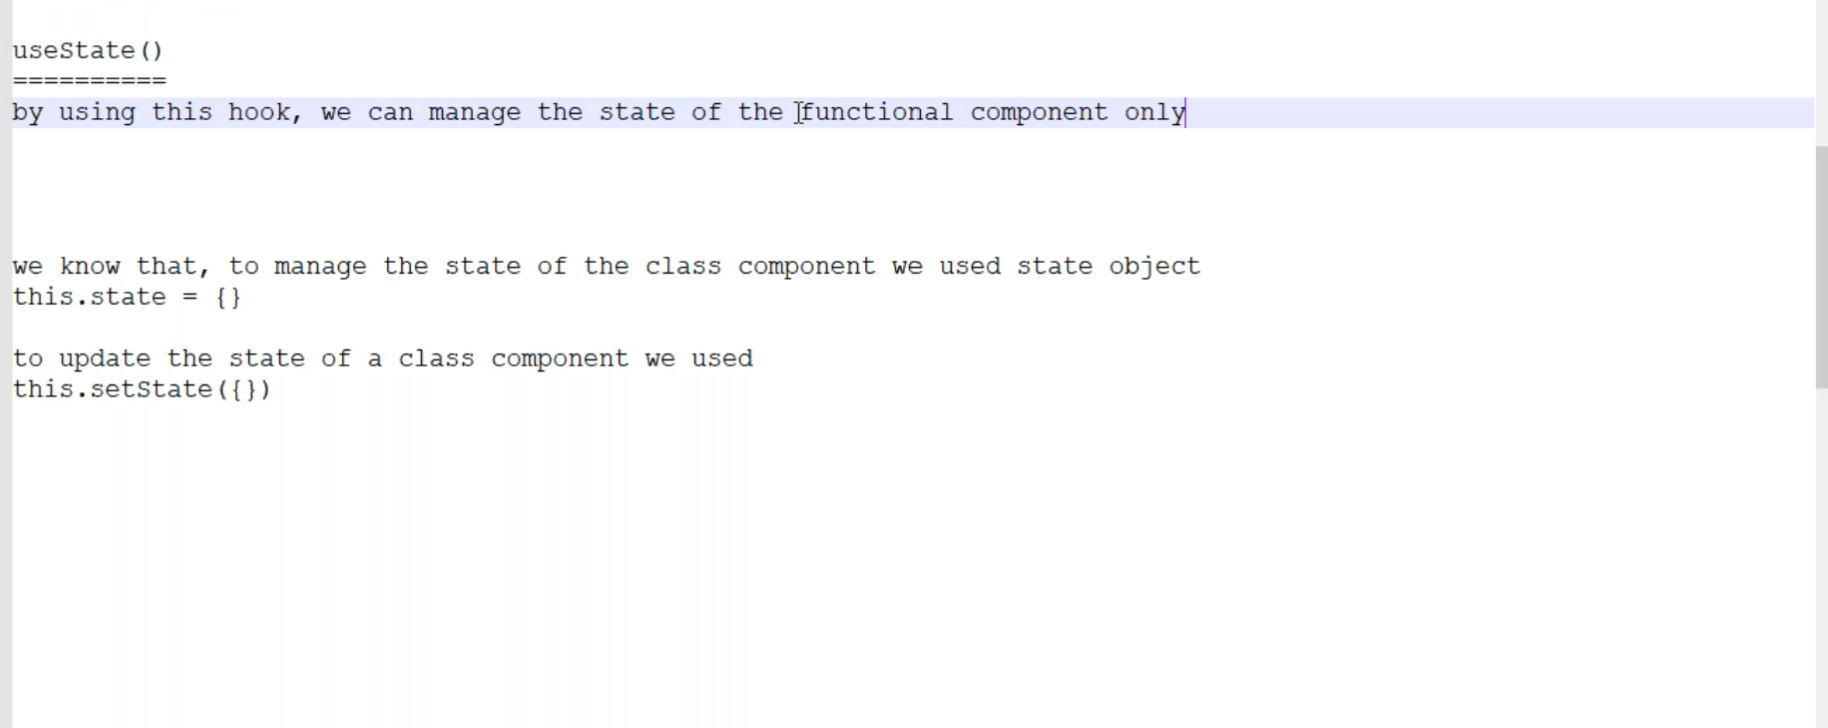 useState()
==========
by using this hook, we can manage the state of the functional component only
we know that, to manage the state of the class component we used state object
this.state = {}
to update the state of a class component we used
this.setState({})